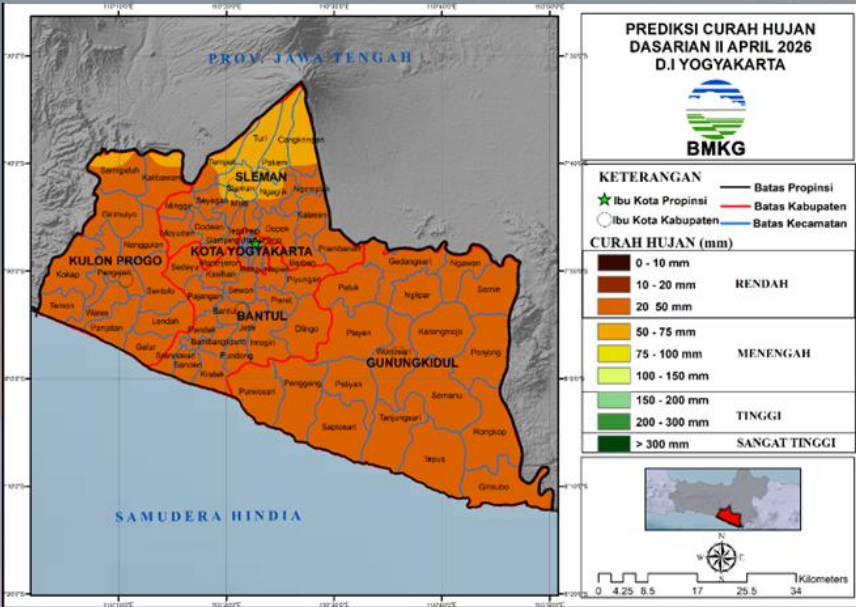 PREDIKSI CURAH HUJAN
DASARIAN II APRIL 2026
D.I YOGYAKARTA
BMKG
KETERANGAN
Ibu Kota Propinsi
Ibu Kota Kabupaten
Batas Propinsi
Batas Kabupaten
Batas Kecamatan
CURAH HUJAN (mm)
0 - 10 mm
10 - 20 mm
20 50 mm
RENDAH
50 - 75 mm
75 - 100 mm
100 - 150 mm
MENENGAH
150 - 200 mm
200 - 300 mm
TINGGI
> 300 mm
SANGAT TINGGI
N
W
E
S
Kilometers
0 4.25 8.5 17 25.5 34
PROV. JAWA TENGAH
Turi
Cangkringan
Tempel
Pakem
SLEMAN
Samigaluh
Kalibawang
Sleman
Ngaglik
Ngemplak
Seyegan
Mlati
Minggir
Girimulyo
Godean
Depok
Kalasan
Moyudan
Gamping
KOTA YOGYAKARTA
Prambanan
Nanggulan
KULON PROGO
Kokap
Pengasih
Sedayu
Kasihan
Berbah
Piyungan
Gedangsari
Ngawen
Sentolo
Pajangan
Sewon
Patuk
Nglipar
Semin
Temon
Wates
Panjatan
Lendah
Bantul
Pleret
BANTUL
Pandak
Jetis
Dlingo
Playen
Karangmojo
Galur
Bambanglipuro
Imogiri
Wonosari
Ponjong
Srandakan
Sanden
Pundong
GUNUNGKIDUL
Kretek
Purwosari
Panggang
Paliyan
Semanu
Saptosari
Tanjungsari
Rongkop
Tepus
Girisubo
SAMUDERA HINDIA